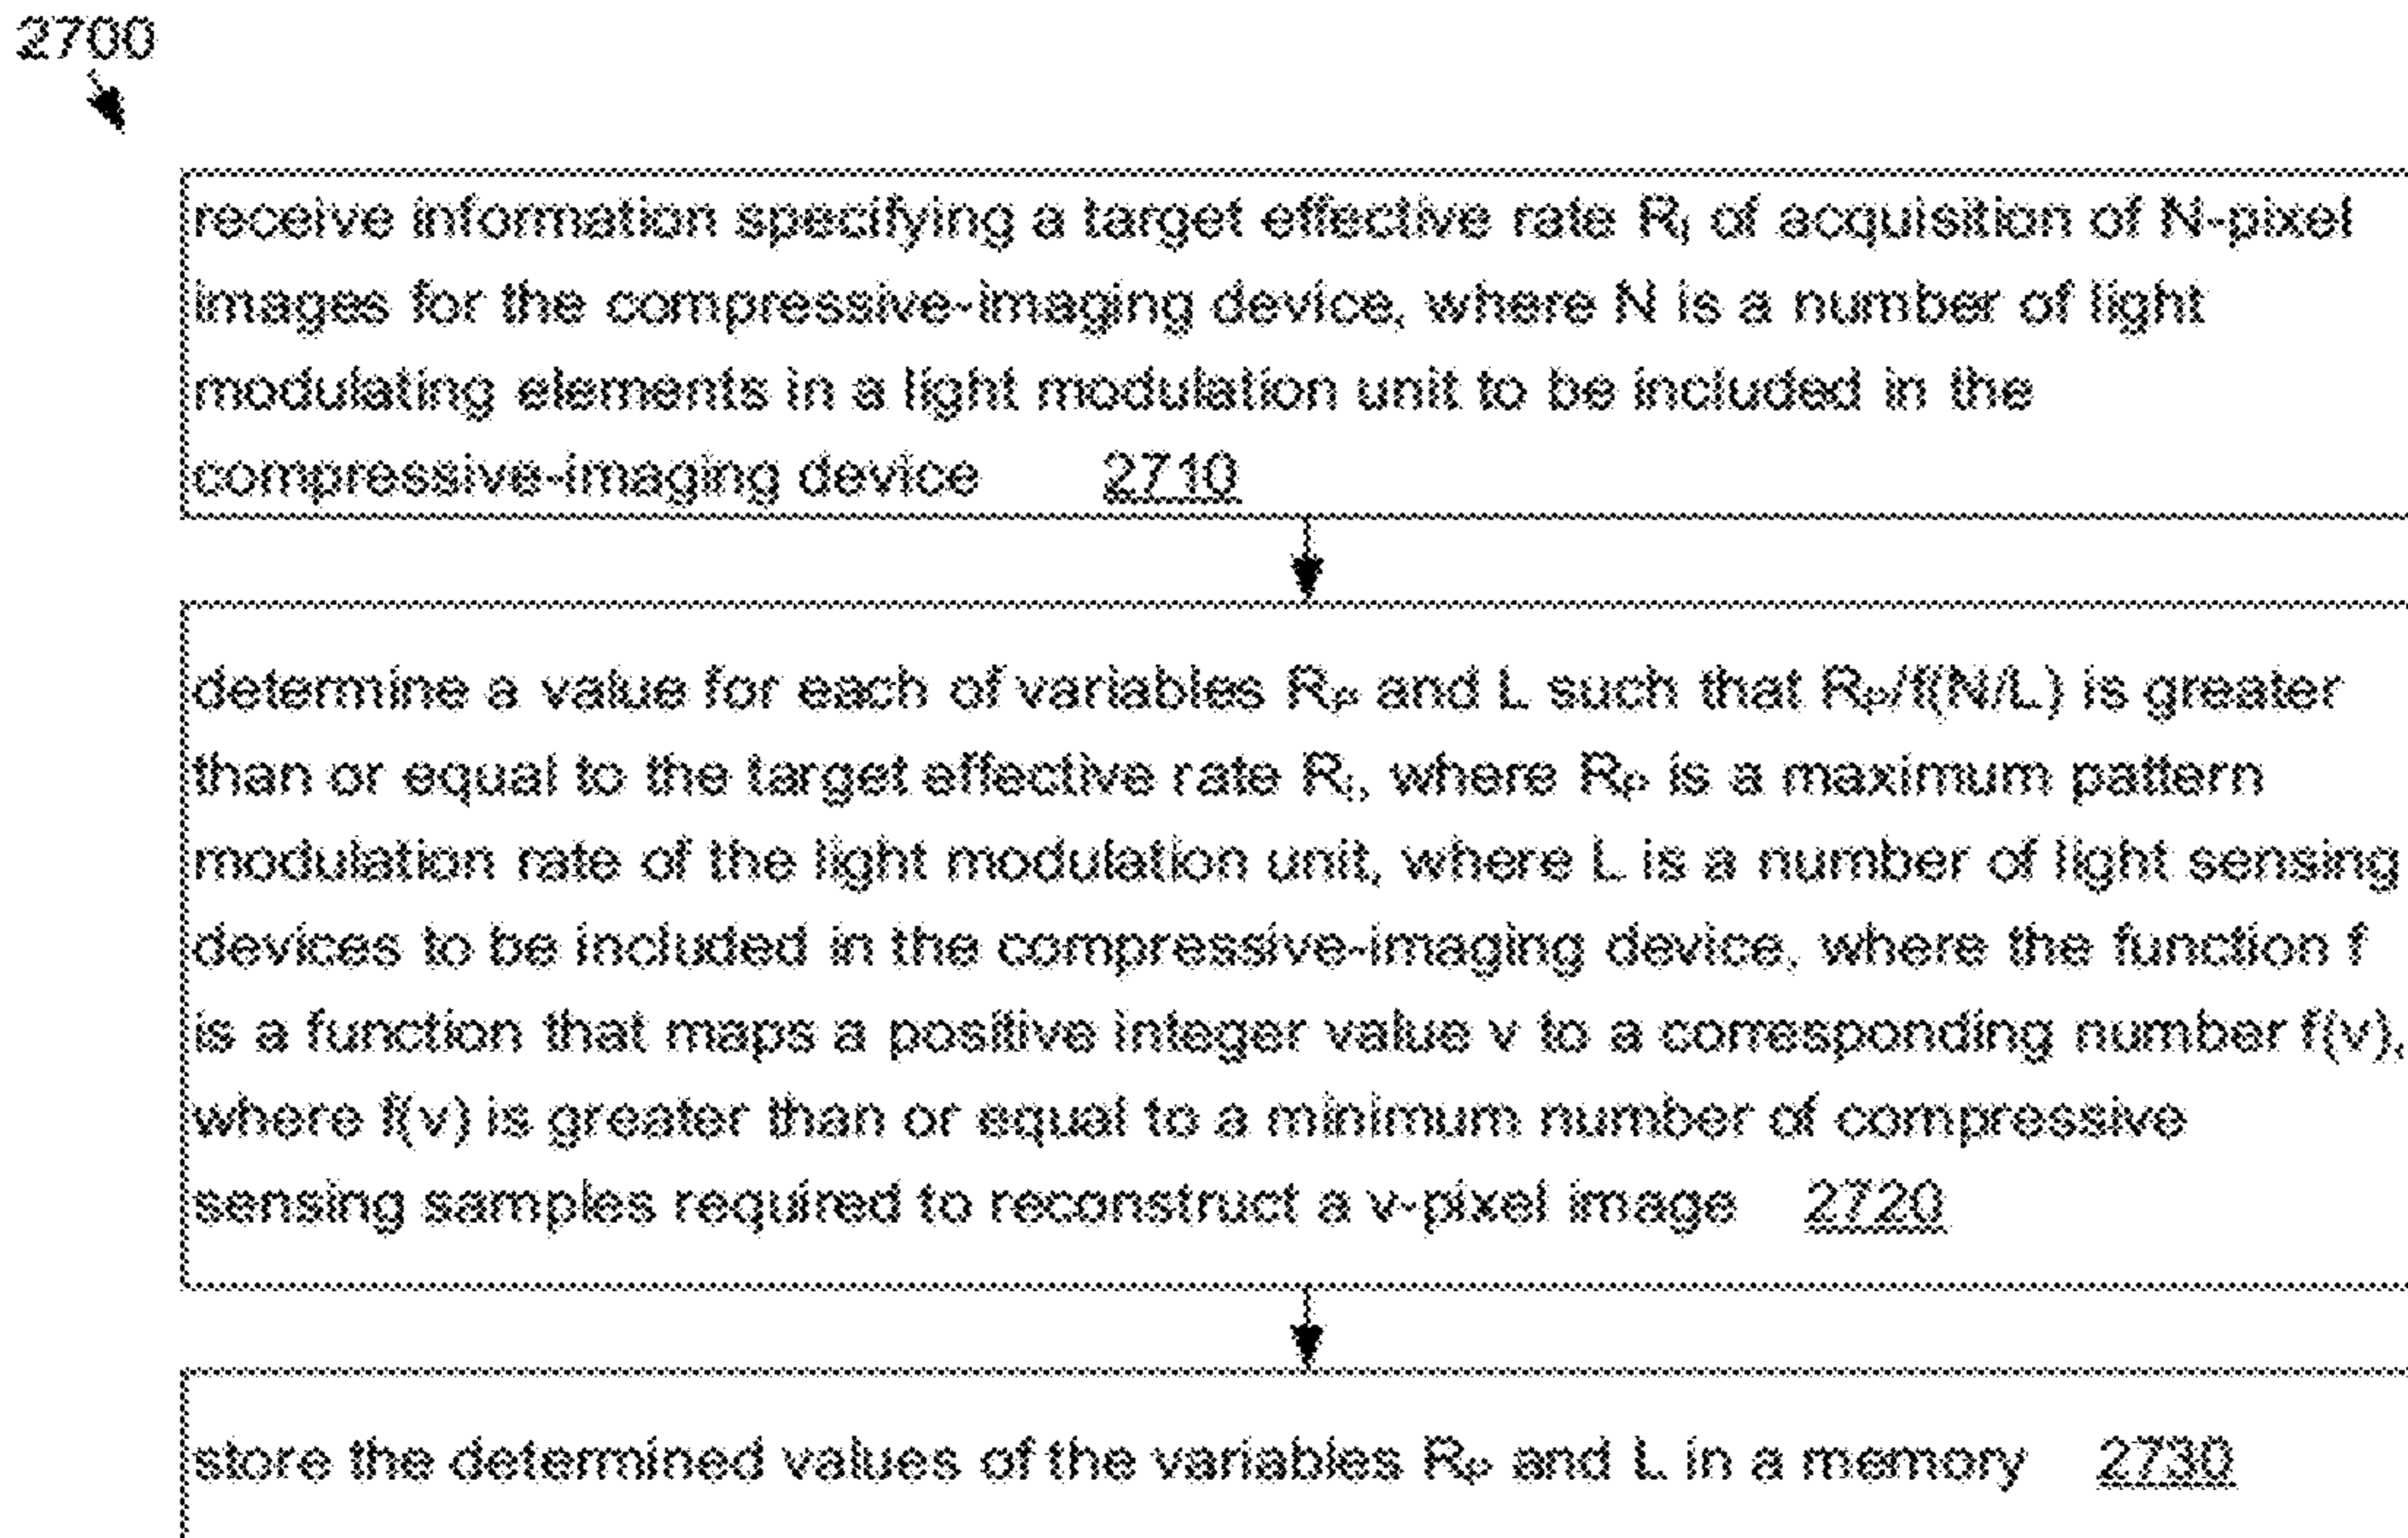 2700
receive information specifying a target effective rate Rᵢ of acquisition of N-pixel
images for the compressive-imaging device, where N is a number of light
modulating elements in a light modulation unit to be included in the
compressive-imaging device 2710
determine a value for each of variables Rₚ and L such that Rₚ/f(N/L) is greater
than or equal to the target effective rate Rᵢ, where Rₚ is a maximum pattern
modulation rate of the light modulation unit, where L is a number of light sensing
devices to be included in the compressive-imaging device, where the function f
is a function that maps a positive integer value v to a corresponding number f(v),
where f(v) is greater than or equal to a minimum number of compressive
sensing samples required to reconstruct a v-pixel image 2720
store the determined values of the variables Rₚ and L in a memory 2730